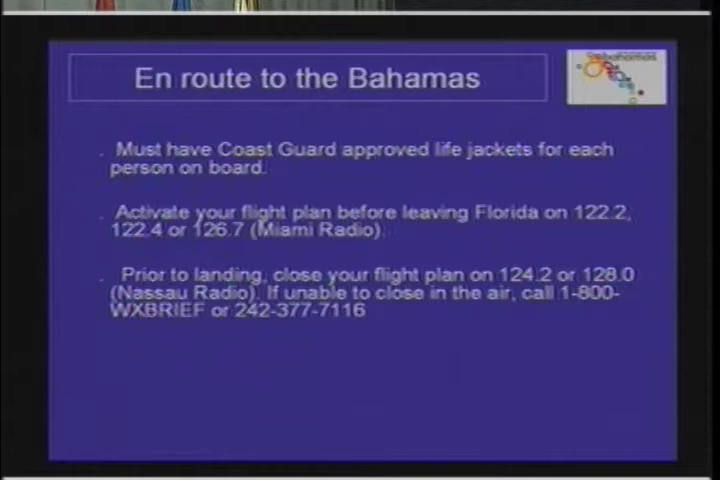 En route to the Bahamas
bahamas
. Must have Coast Guard approved life jackets for each
person on board.
. Activate your flight plan before leaving Florida on 122.2,
122.4 or 126.7 (Miami Radio).
. Prior to landing, close your flight plan on 124.2 or 128.0
(Nassau Radio). If unable to close in the air, call 1-800-
WXBRIEF or 242-377-7116